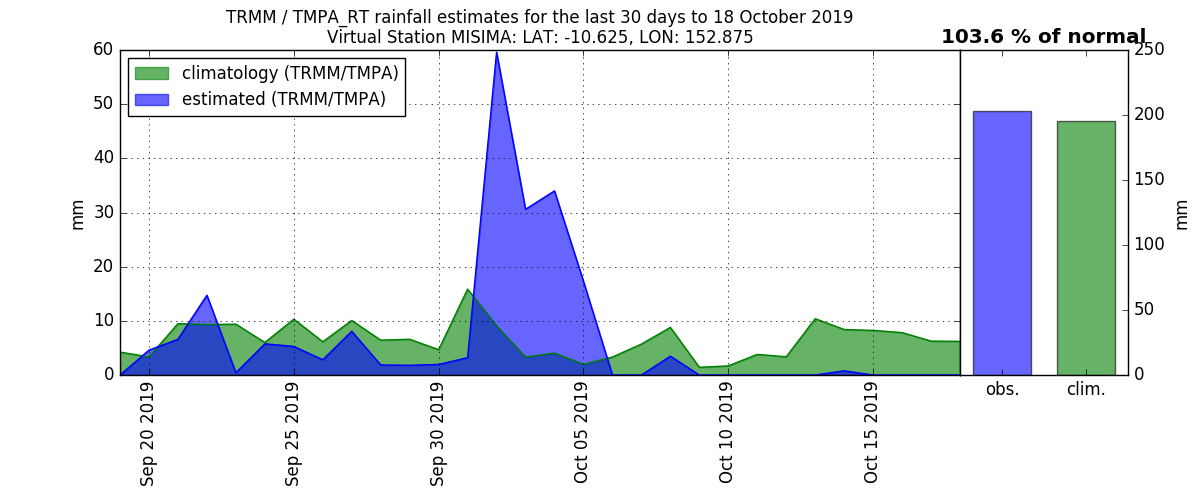 TRMM / TMPA_RT rainfall estimates for the last 30 days to 18 October 2019
Virtual Station MISIMA: LAT: -10.625, LON: 152.875
103.6 % of normal
climatology (TRMM/TMPA)
estimated (TRMM/TMPA)
60
50
40
30
20
10
0
mm
Sep 20 2019
Sep 25 2019
Sep 30 2019
Oct 05 2019
Oct 10 2019
Oct 15 2019
250
200
150
100
50
0
mm
obs.
clim.